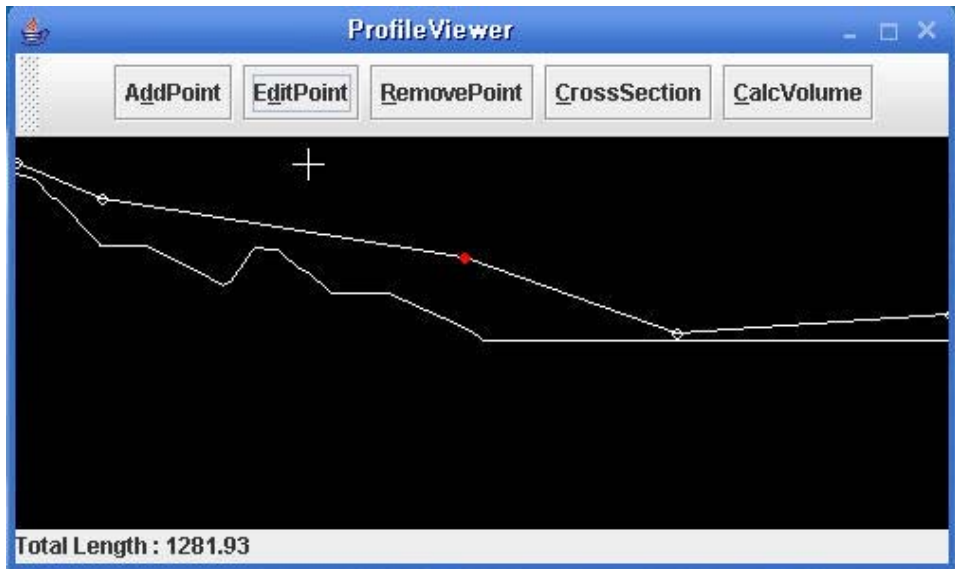 ProfileViewer
AddPoint EditPoint RemovePoint CrossSection CalcVolume
Total Length : 1281.93